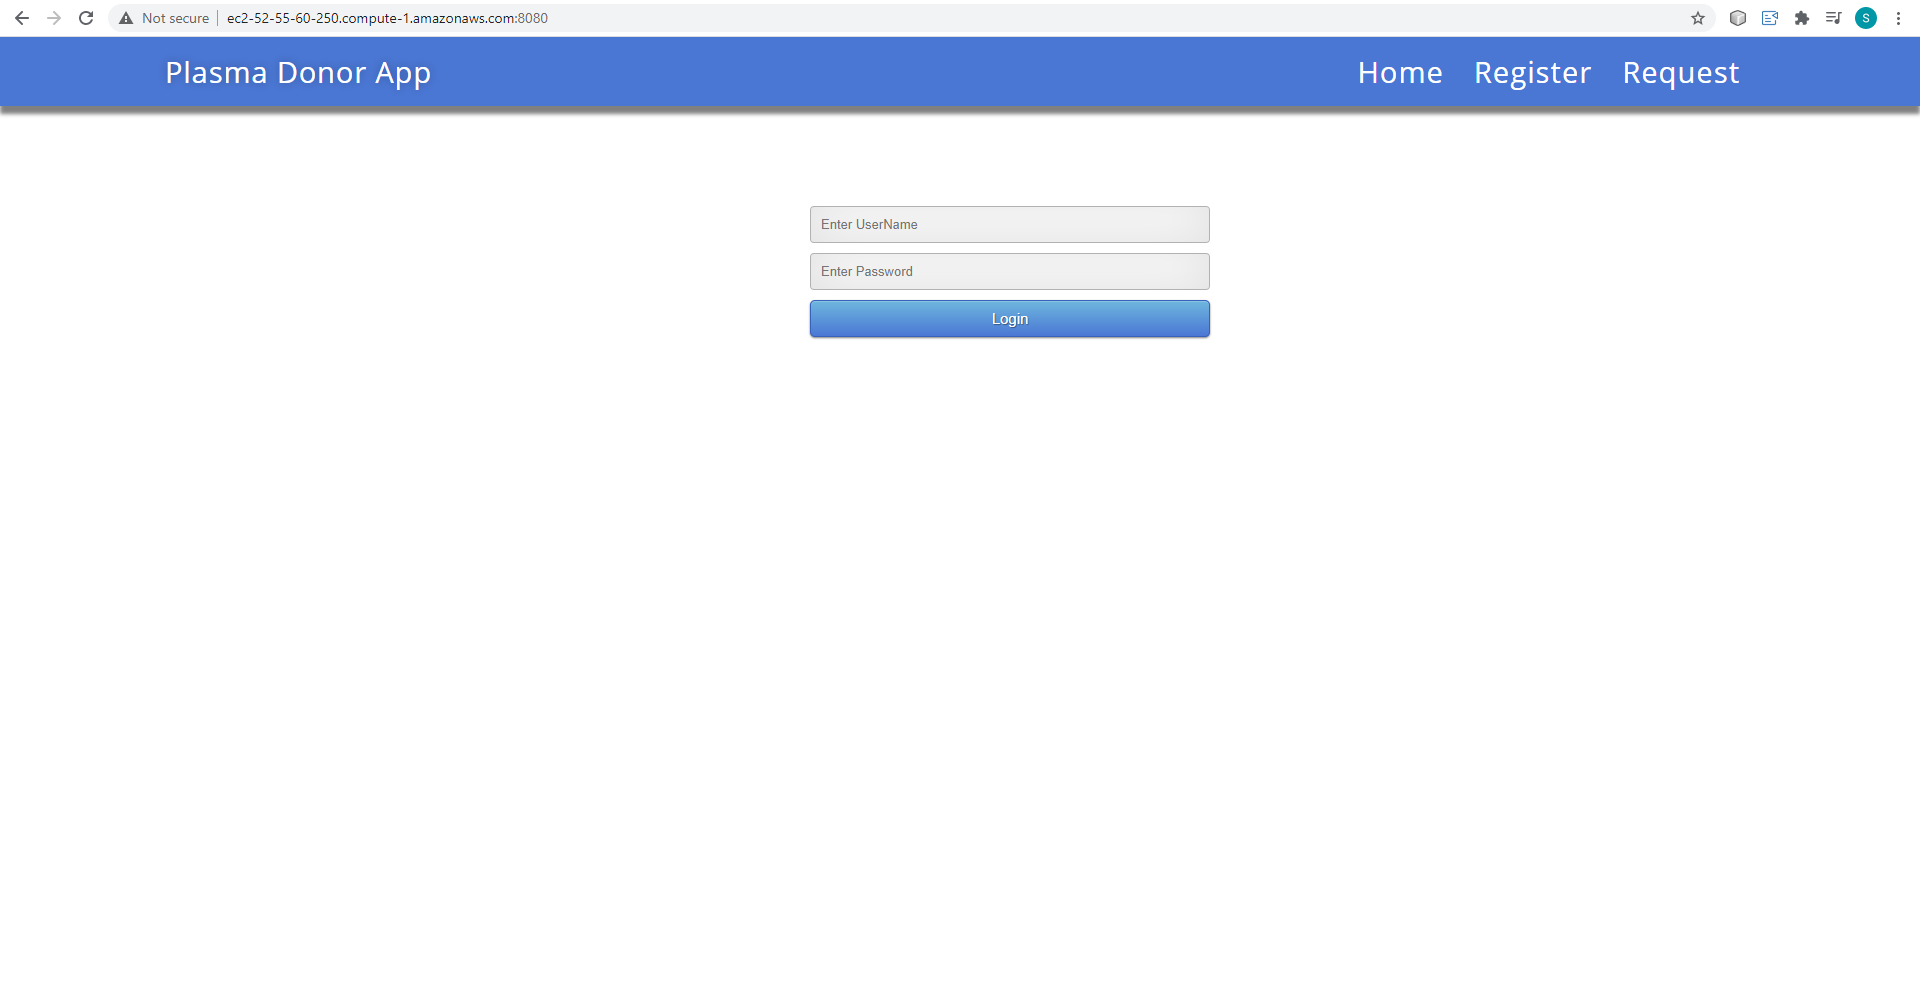 Not secure ec2-52-55-60-250.compute-1.amazonaws.com:8080 S
Plasma Donor App Home Register Request
Enter UserName
Enter Password
Login